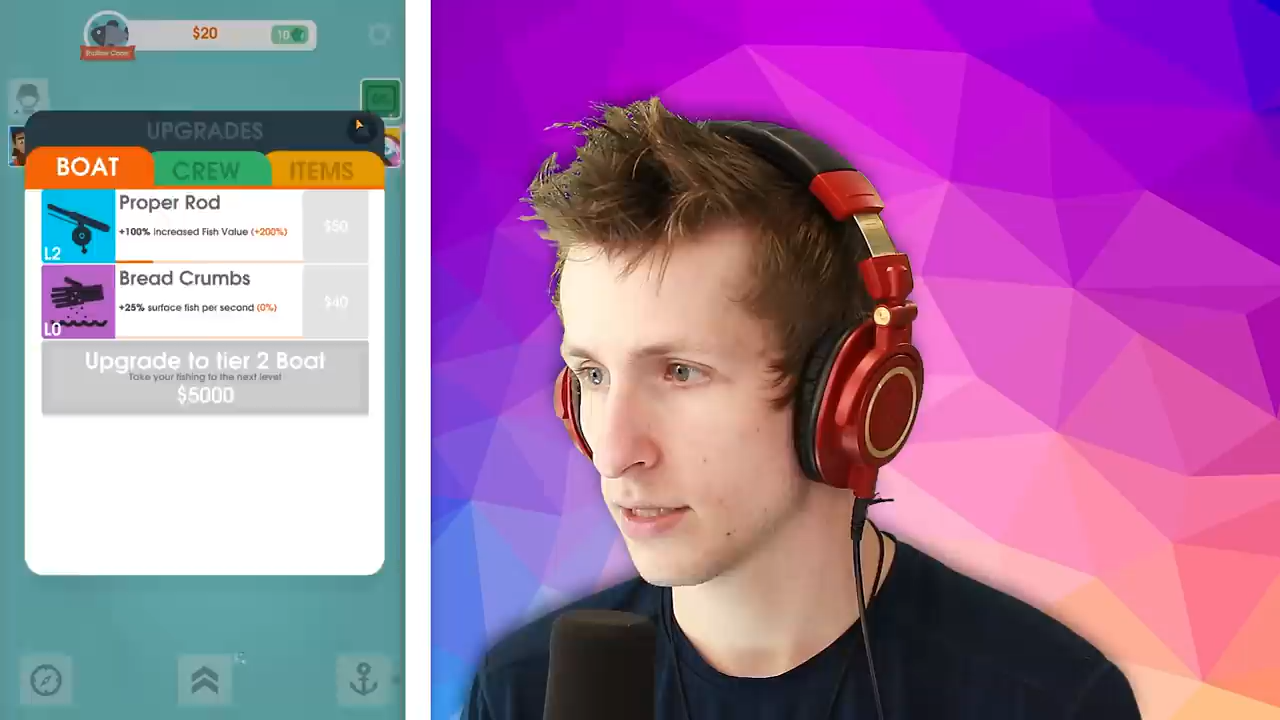 $20
10
UPGRADES
BOAT
CREW
ITEMS
Proper Rod
+100% increased Fish Value (+200%)
$50
L2
Bread Crumbs
+25% surface fish per second (0%)
$40
L0
Upgrade to tier 2 Boat
Take your fishing to the next level
$5000